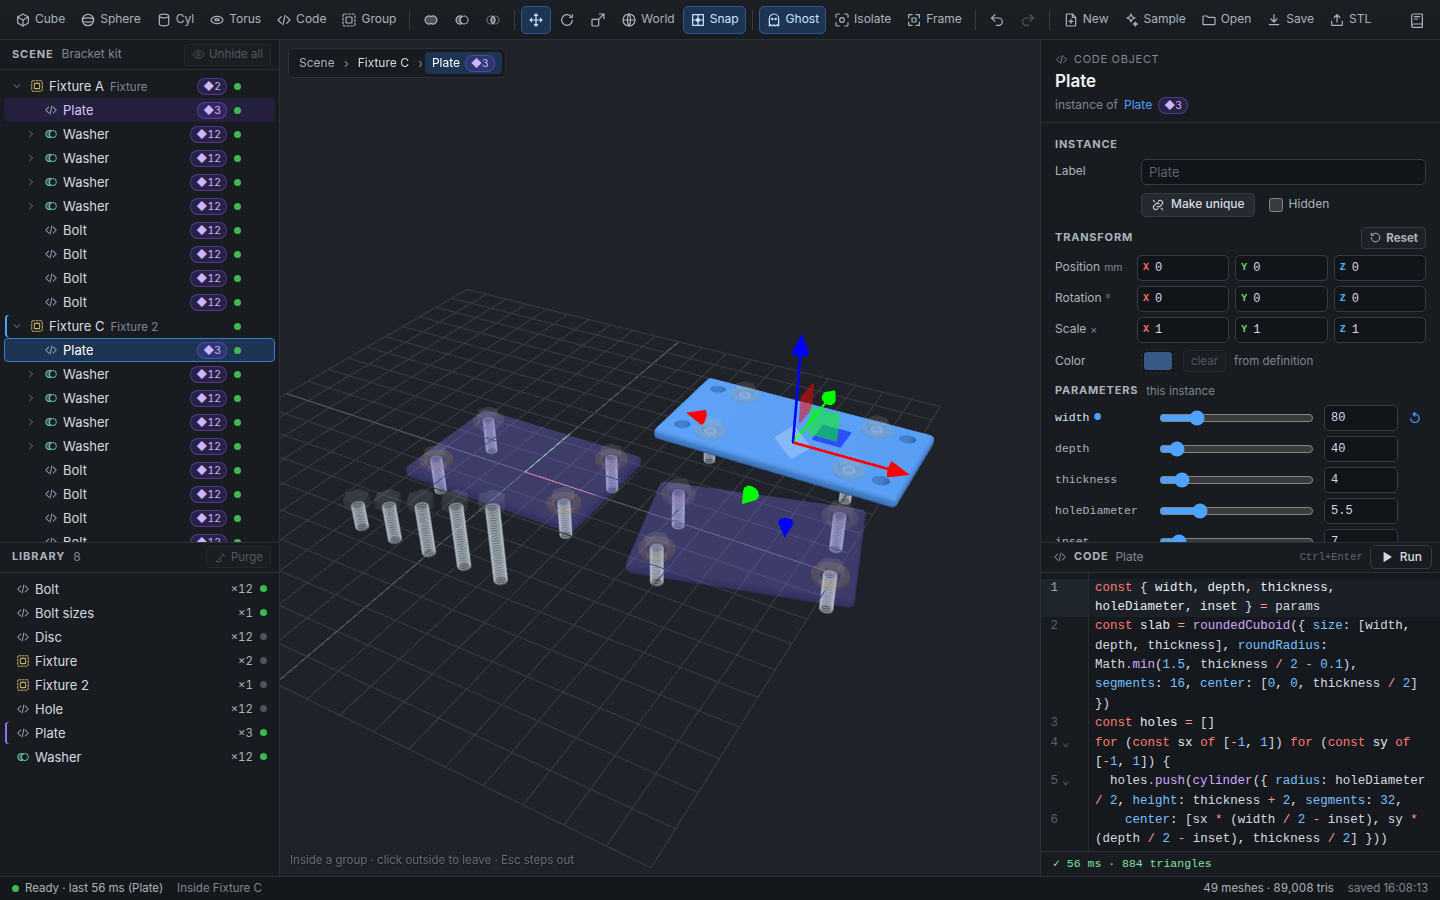 Cube Sphere Cyl Torus Code Group World Snap Ghost Isolate Frame New Sample Open Save STL
SCENE Bracket kit Unhide all
Fixture A Fixture ◆2
Plate ◆3
Washer ◆12
Washer ◆12
Washer ◆12
Washer ◆12
Bolt ◆12
Bolt ◆12
Bolt ◆12
Bolt ◆12
Fixture C Fixture 2
Plate ◆3
Washer ◆12
Washer ◆12
Washer ◆12
Washer ◆12
Bolt ◆12
Bolt ◆12
Bolt ◆12
Bolt ◆12
LIBRARY 8 Purge
Bolt ×12
Bolt sizes ×1
Disc ×12
Fixture ×2
Fixture 2 ×1
Hole ×12
Plate ×3
Washer ×12
Scene › Fixture C › Plate ◆3
Inside a group · click outside to leave · Esc steps out
CODE OBJECT
Plate
instance of Plate ◆3
INSTANCE
Label Plate
Make unique Hidden
TRANSFORM Reset
Position mm X 0 Y 0 Z 0
Rotation ° X 0 Y 0 Z 0
Scale × X 1 Y 1 Z 1
Color clear from definition
PARAMETERS this instance
width 80
depth 40
thickness 4
holeDiameter 5.5
inset 7
CODE Plate Ctrl+Enter Run
1 const { width, depth, thickness,
holeDiameter, inset } = params
2 const slab = roundedCuboid({ size: [width,
depth, thickness], roundRadius:
Math.min(1.5, thickness / 2 - 0.1),
segments: 16, center: [0, 0, thickness / 2]
})
3 const holes = []
4 for (const sx of [-1, 1]) for (const sy of
[-1, 1]) {
5 holes.push(cylinder({ radius: holeDiameter
/ 2, height: thickness + 2, segments: 32,
6 center: [sx * (width / 2 - inset), sy *
(depth / 2 - inset), thickness / 2] }))
✓ 56 ms · 884 triangles
Ready · last 56 ms (Plate) Inside Fixture C 49 meshes · 89,008 tris saved 16:08:13